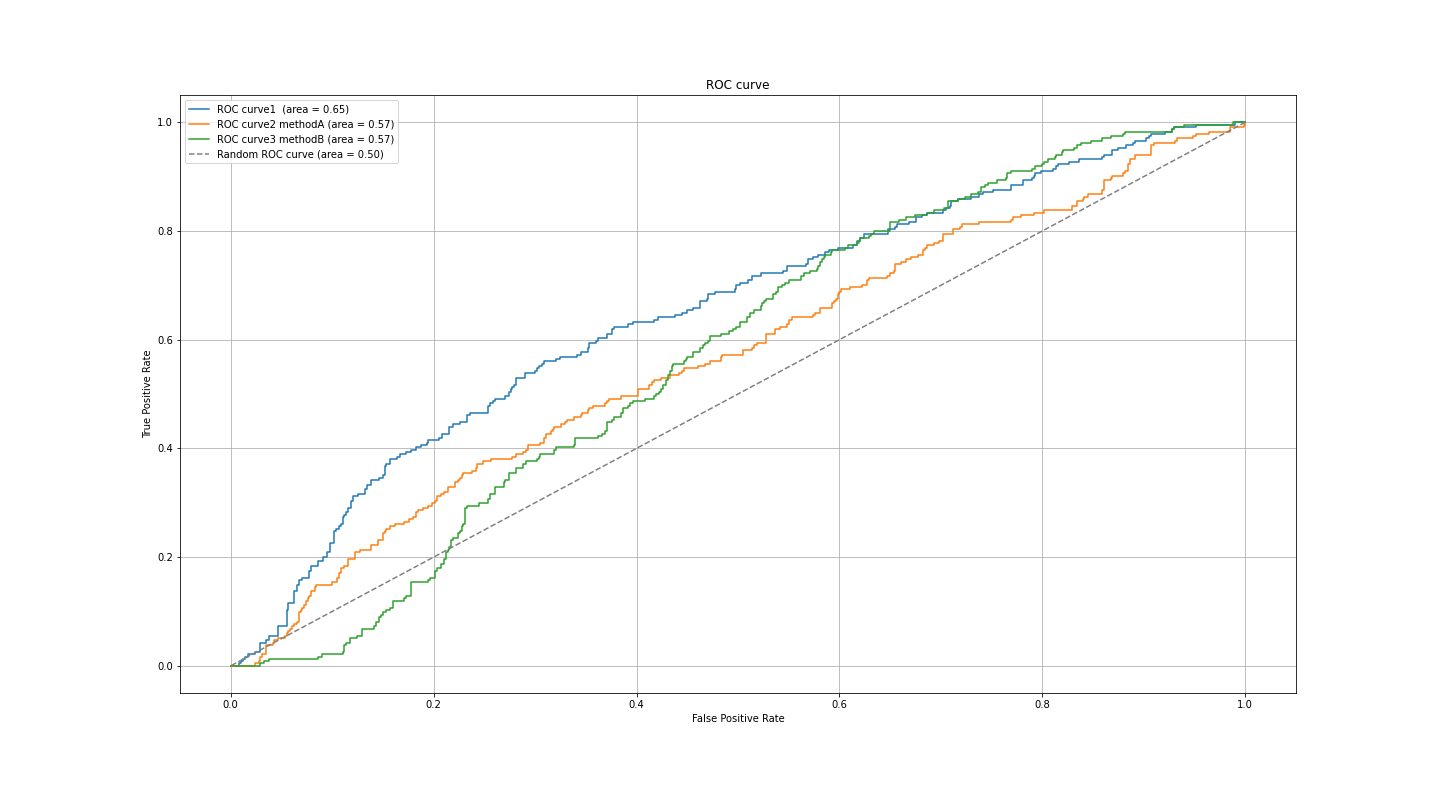 ROC curve
ROC curve1  (area = 0.65)
ROC curve2 methodA (area = 0.57)
ROC curve3 methodB (area = 0.57)
Random ROC curve (area = 0.50)
1.0
0.8
0.6
0.4
0.2
0.0
True Positive Rate
0.0 0.2 0.4 0.6 0.8 1.0
False Positive Rate